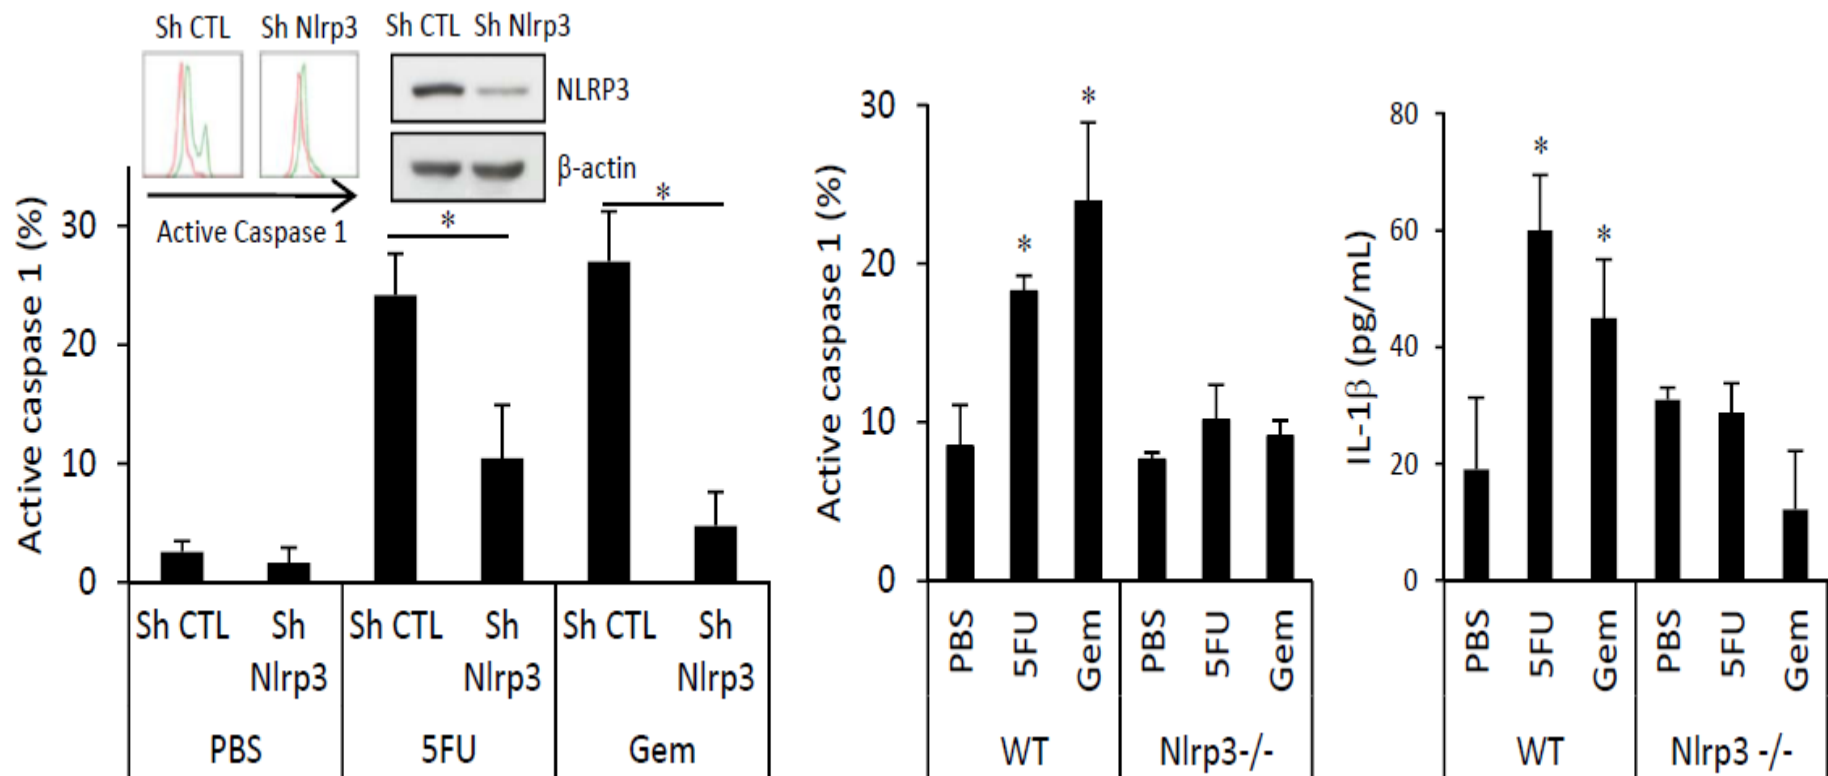 Sh CTL Sh Nlrp3
Active Caspase 1
Sh CTL Sh Nlrp3
NLRP3
β-actin
Active caspase 1 (%)
30
20
10
0
*
*
Sh CTL Sh Nlrp3 Sh CTL Sh Nlrp3 Sh CTL Sh Nlrp3
PBS 5FU Gem
Active caspase 1 (%)
30
20
10
0
*
*
PBS 5FU Gem PBS 5FU Gem
WT Nlrp3-/-
IL-1β (pg/mL)
80
60
40
20
0
*
*
PBS 5FU Gem PBS 5FU Gem
WT Nlrp3 -/-